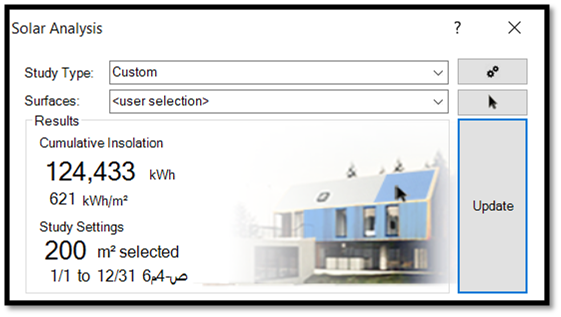 Solar Analysis
Study Type: Custom
Surfaces: <user selection>
Results
Cumulative Insolation
124,433 kWh
621 kWh/m²
Study Settings
200 m² selected
1/1 to 12/31 6ص-4م
Update